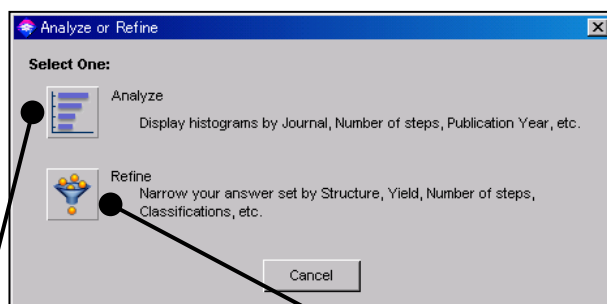 Analyze or Refine
Select One:
Analyze
Display histograms by Journal, Number of steps, Publication Year, etc.
Refine
Narrow your answer set by Structure, Yield, Number of steps,
Classifications, etc.
Cancel